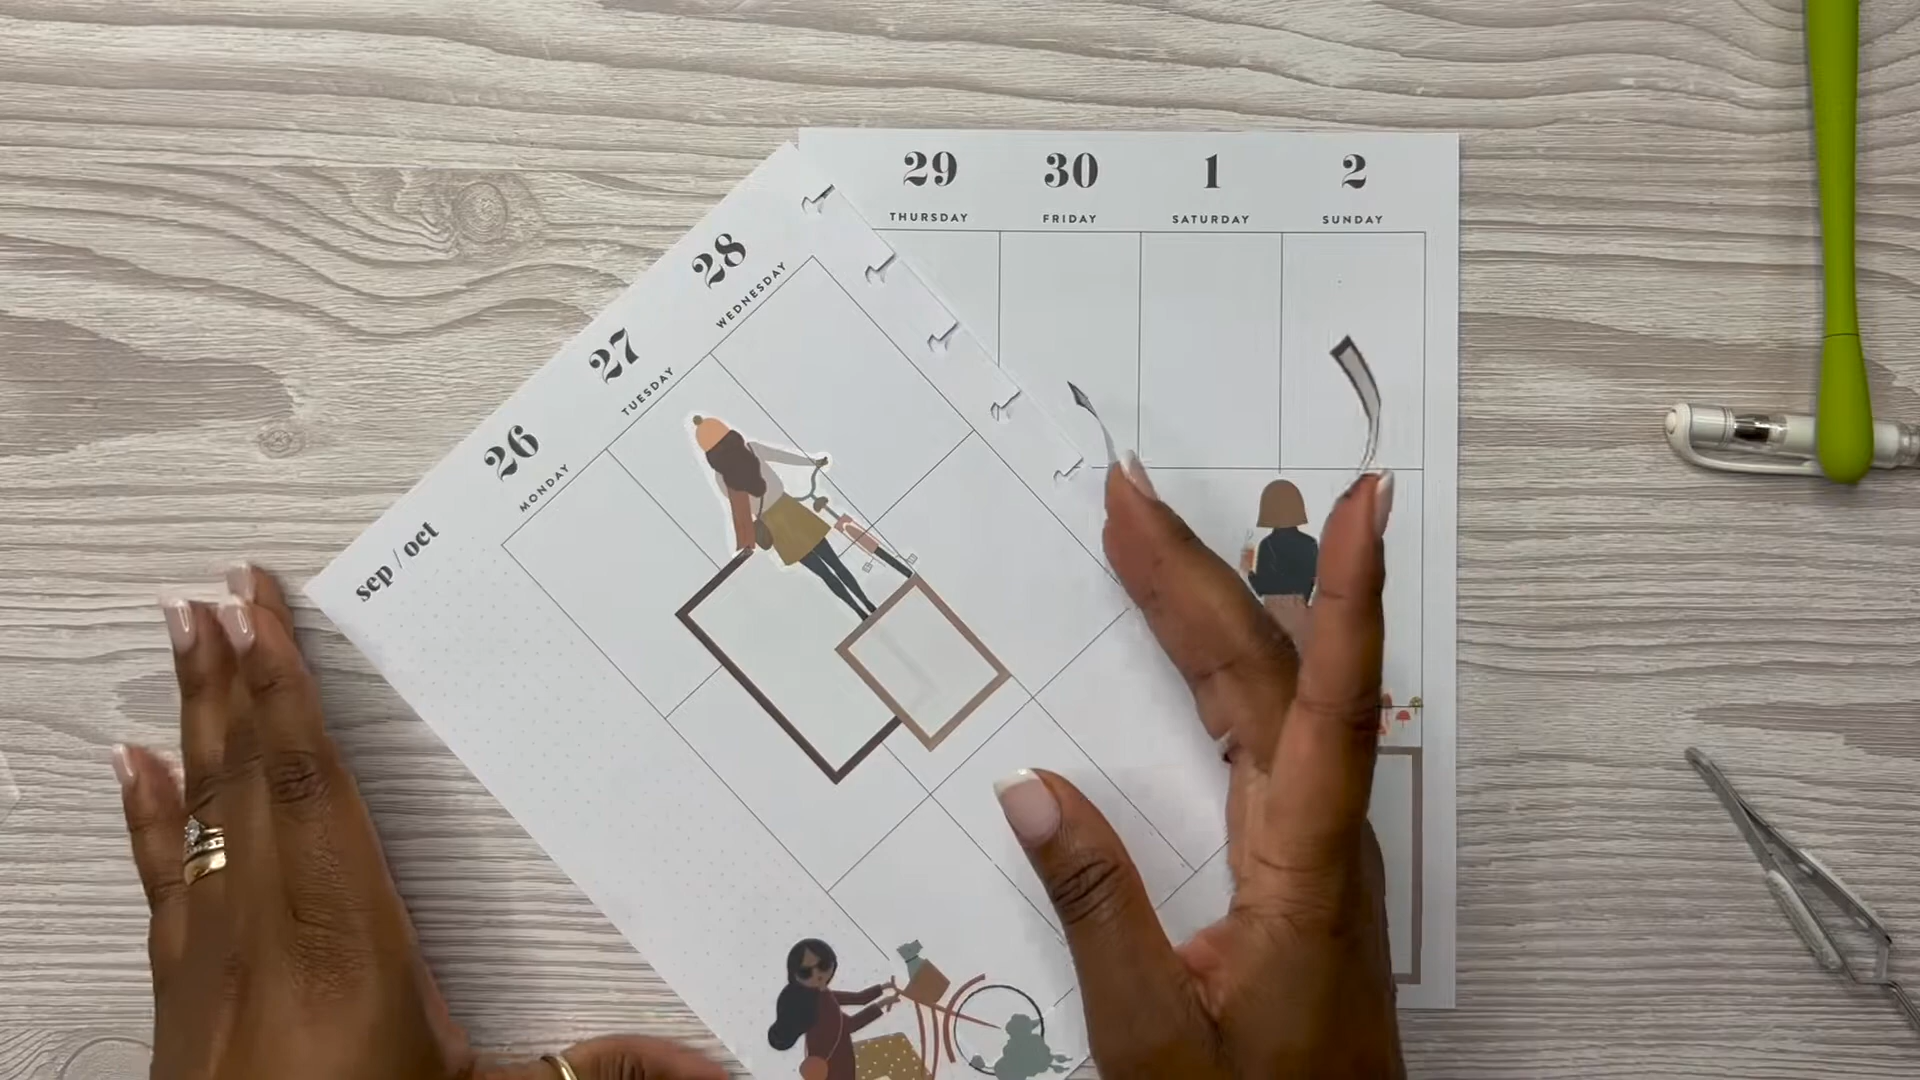 sep / oct
26
MONDAY
27
TUESDAY
28
WEDNESDAY
29
THURSDAY
30
FRIDAY
1
SATURDAY
2
SUNDAY